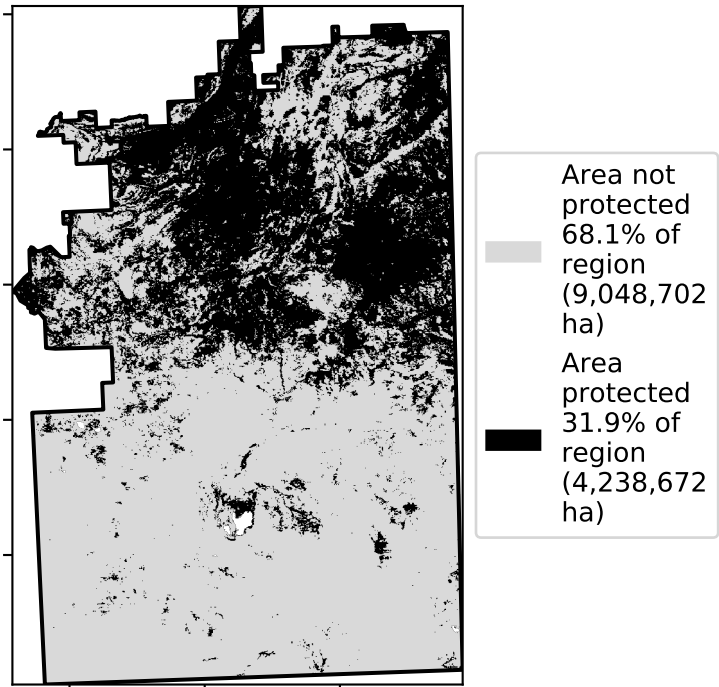 Area not
protected
68.1% of
region
(9,048,702
ha)
Area
protected
31.9% of
region
(4,238,672
ha)